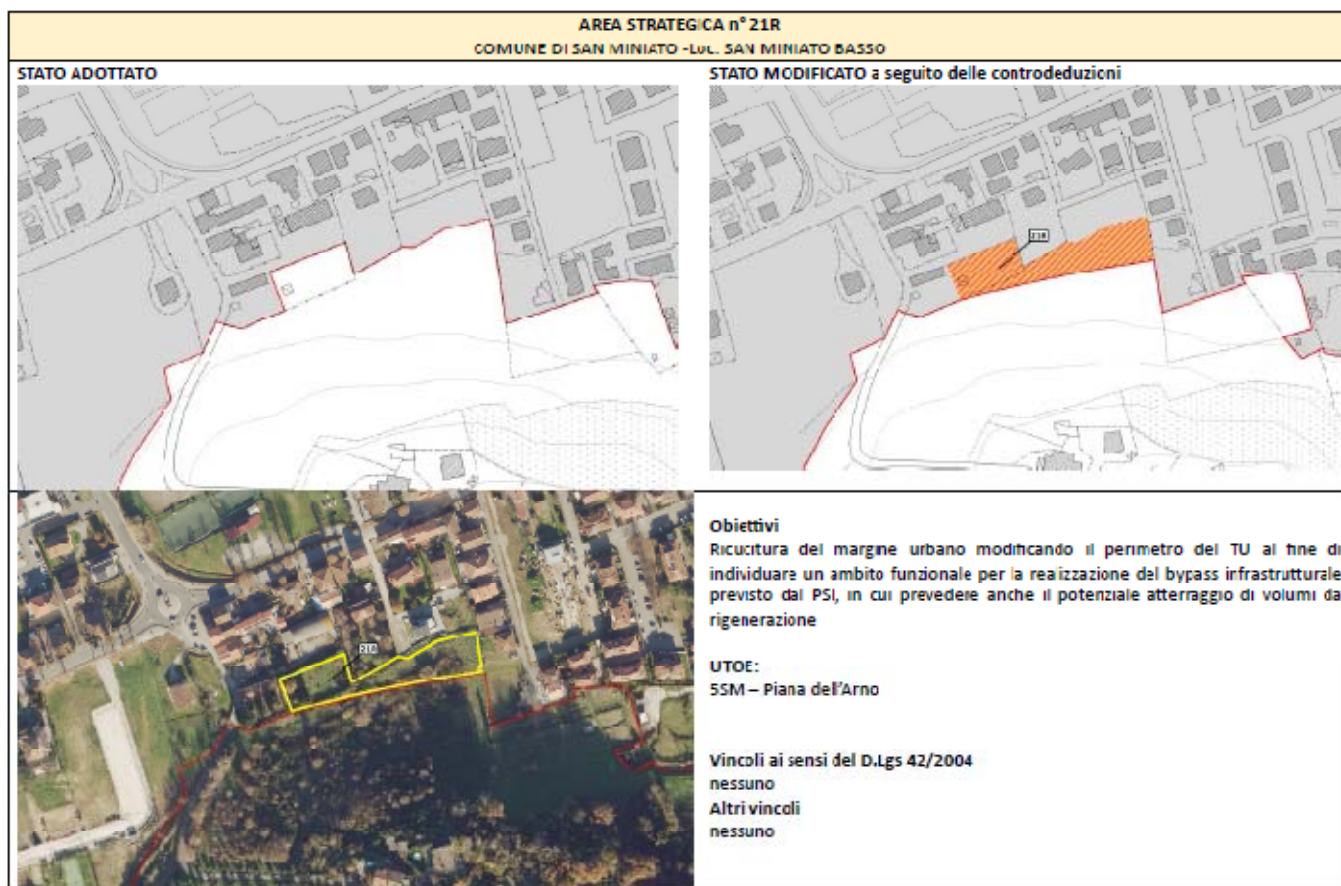 AREA STRATEGICA n° 21R
COMUNE DI SAN MINIATO -Loc. SAN MINIATO BASSO
STATO ADOTTATO
STATO MODIFICATO a seguito delle controdeduzioni
21R
21R
Obiettivi
Ricucitura del margine urbano modificando il perimetro del TU al fine di
individuare un ambito funzionale per la realizzazione del bypass infrastrutturale
previsto dal PSI, in cui prevedere anche il potenziale atterraggio di volumi da
rigenerazione
UTOE:
5SM – Piana dell'Arno
Vincoli ai sensi del D.Lgs 42/2004
nessuno
Altri vincoli
nessuno